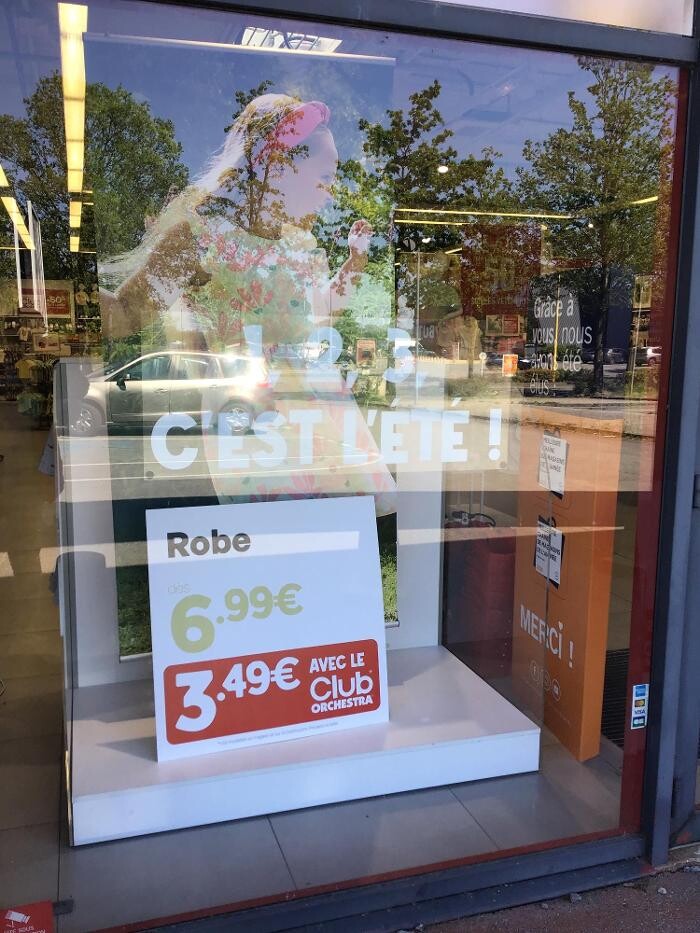 1, 2, 3,
C'EST L'ÉTÉ !
Grâce à
vous, nous
avons été
élus
Robe
dès
6.99€
3.49€ AVEC LE
Club
ORCHESTRA
MERCI !
VISA